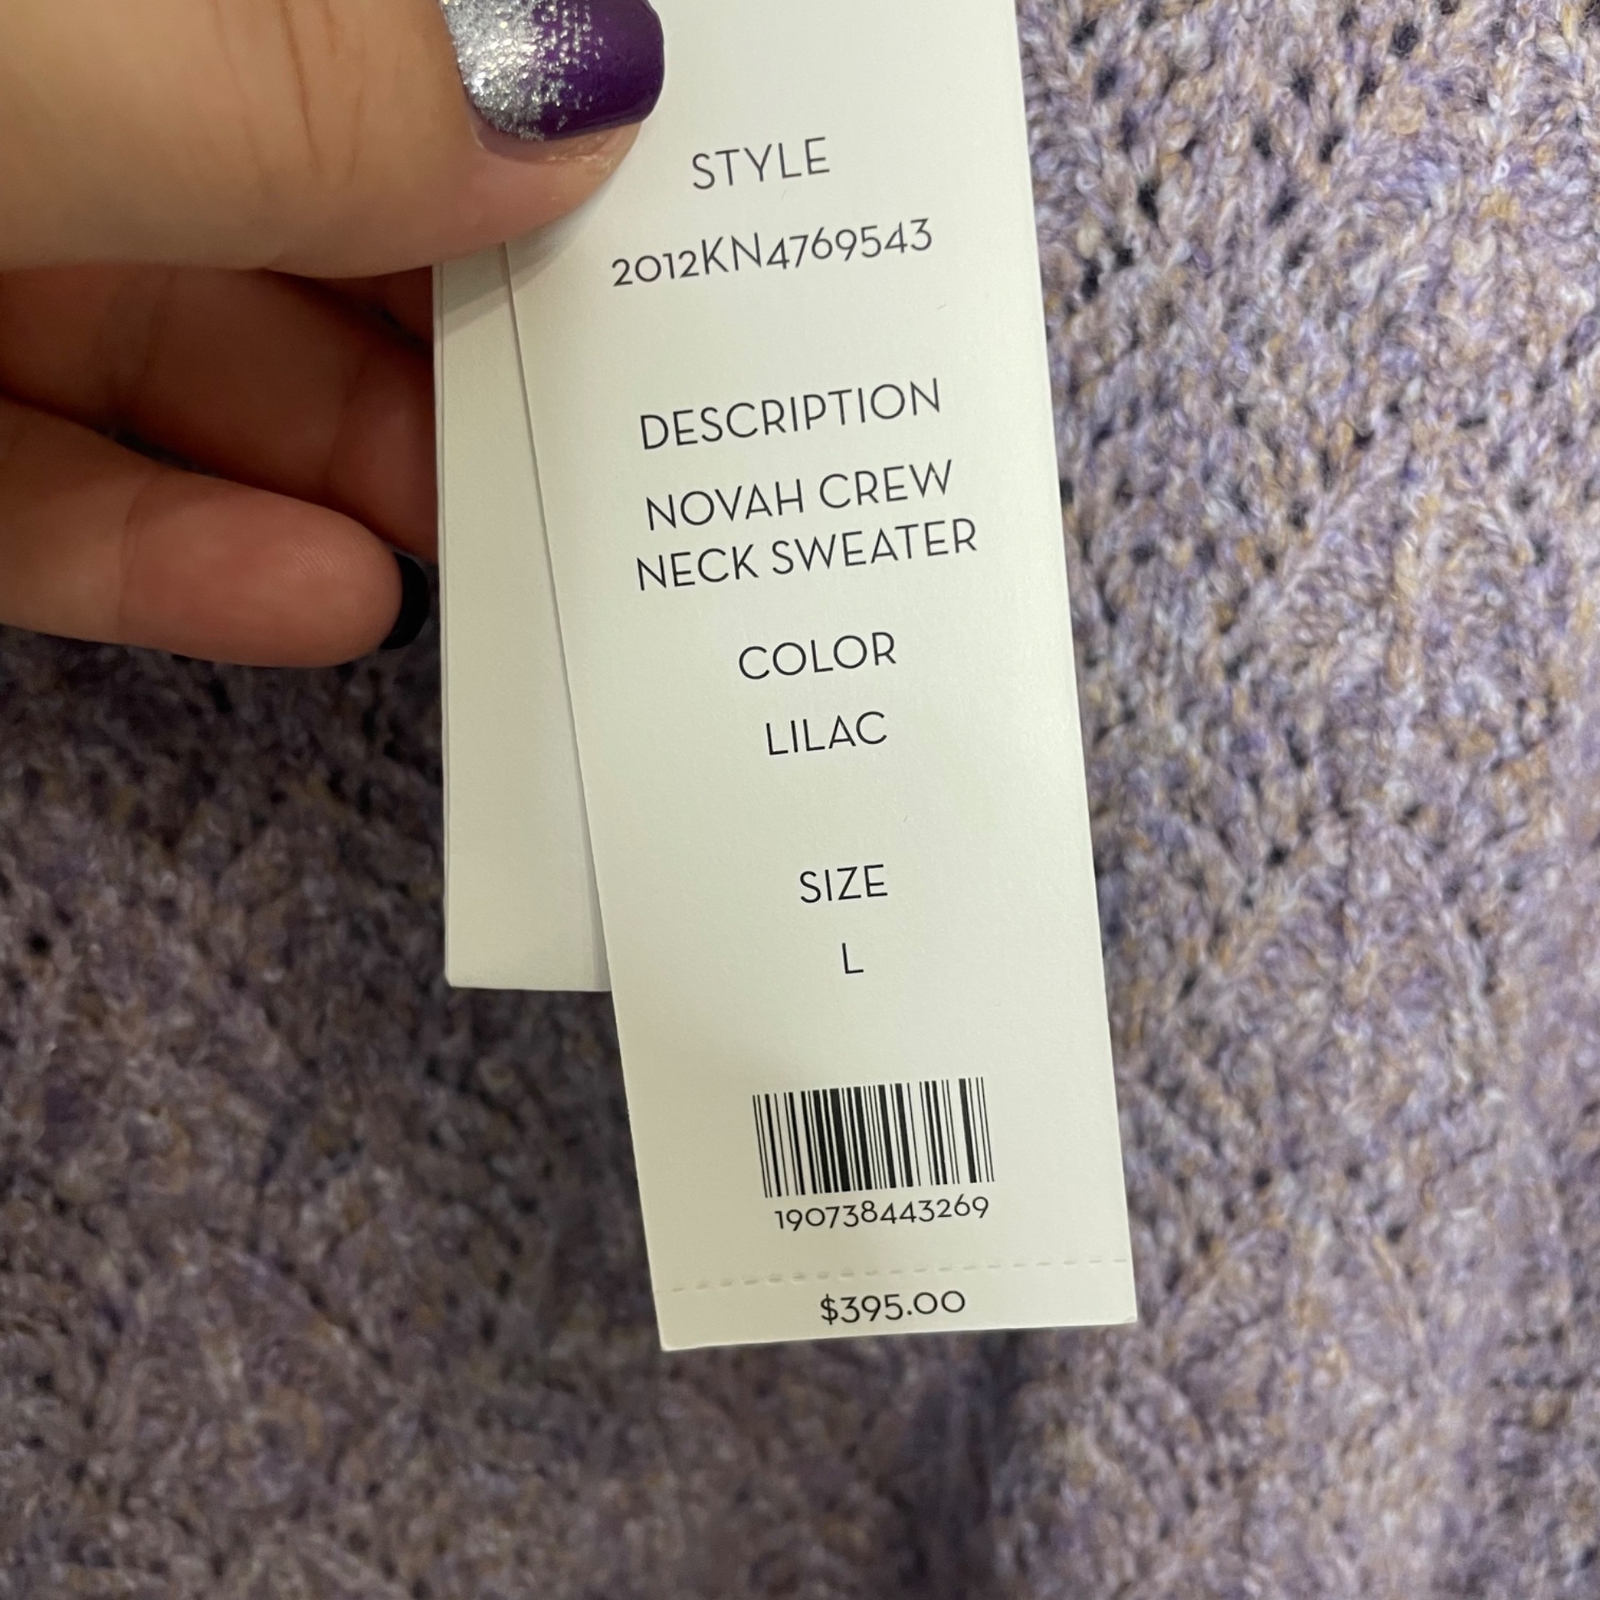 STYLE
2012KN4769543
DESCRIPTION
NOVAH CREW
NECK SWEATER
COLOR
LILAC
SIZE
L
190738443269
$395.00